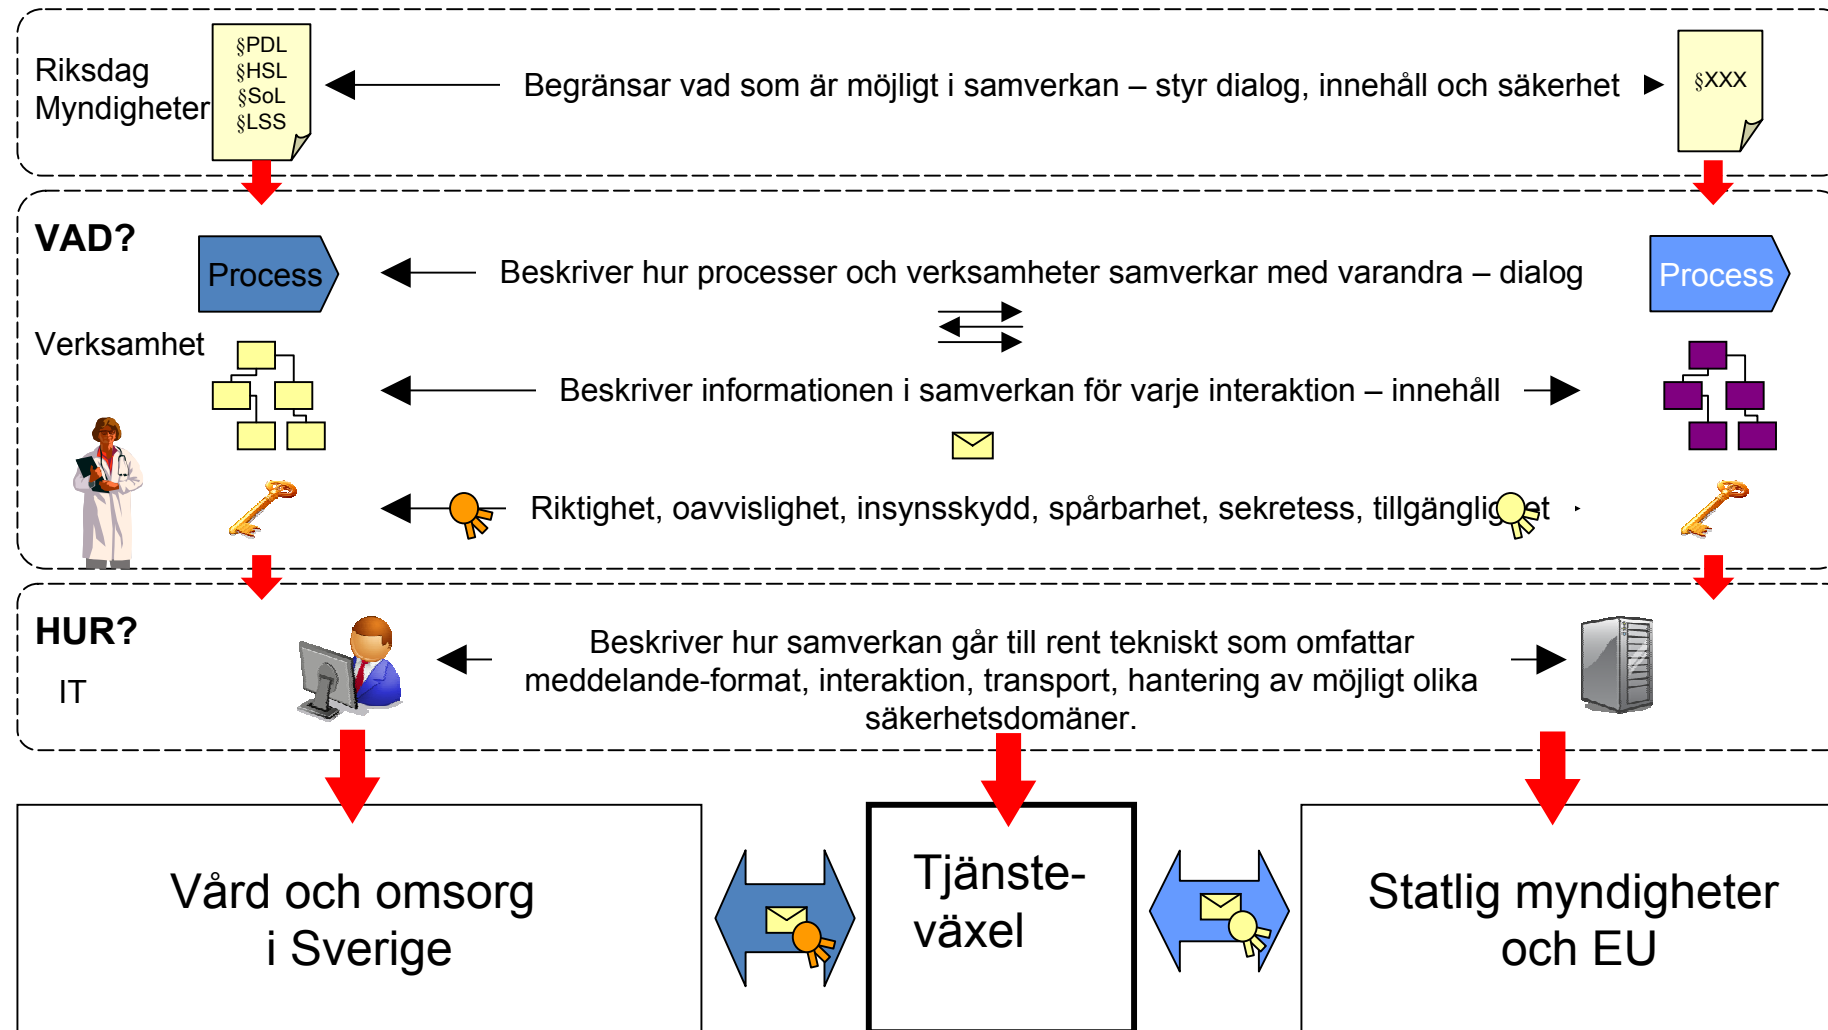 Riksdag
Myndigheter
§PDL
§HSL
§SoL
§LSS
Begränsar vad som är möjligt i samverkan – styr dialog, innehåll och säkerhet
§XXX
VAD?
Process
Beskriver hur processer och verksamheter samverkar med varandra – dialog
Process
Verksamhet
Beskriver informationen i samverkan för varje interaktion – innehåll
Riktighet, oavvislighet, insynsskydd, spårbarhet, sekretess, tillgänglighet
HUR?
IT
Beskriver hur samverkan går till rent tekniskt som omfattar
meddelande-format, interaktion, transport, hantering av möjligt olika
säkerhetsdomäner.
Vård och omsorg
i Sverige
Tjänste-
växel
Statlig myndigheter
och EU